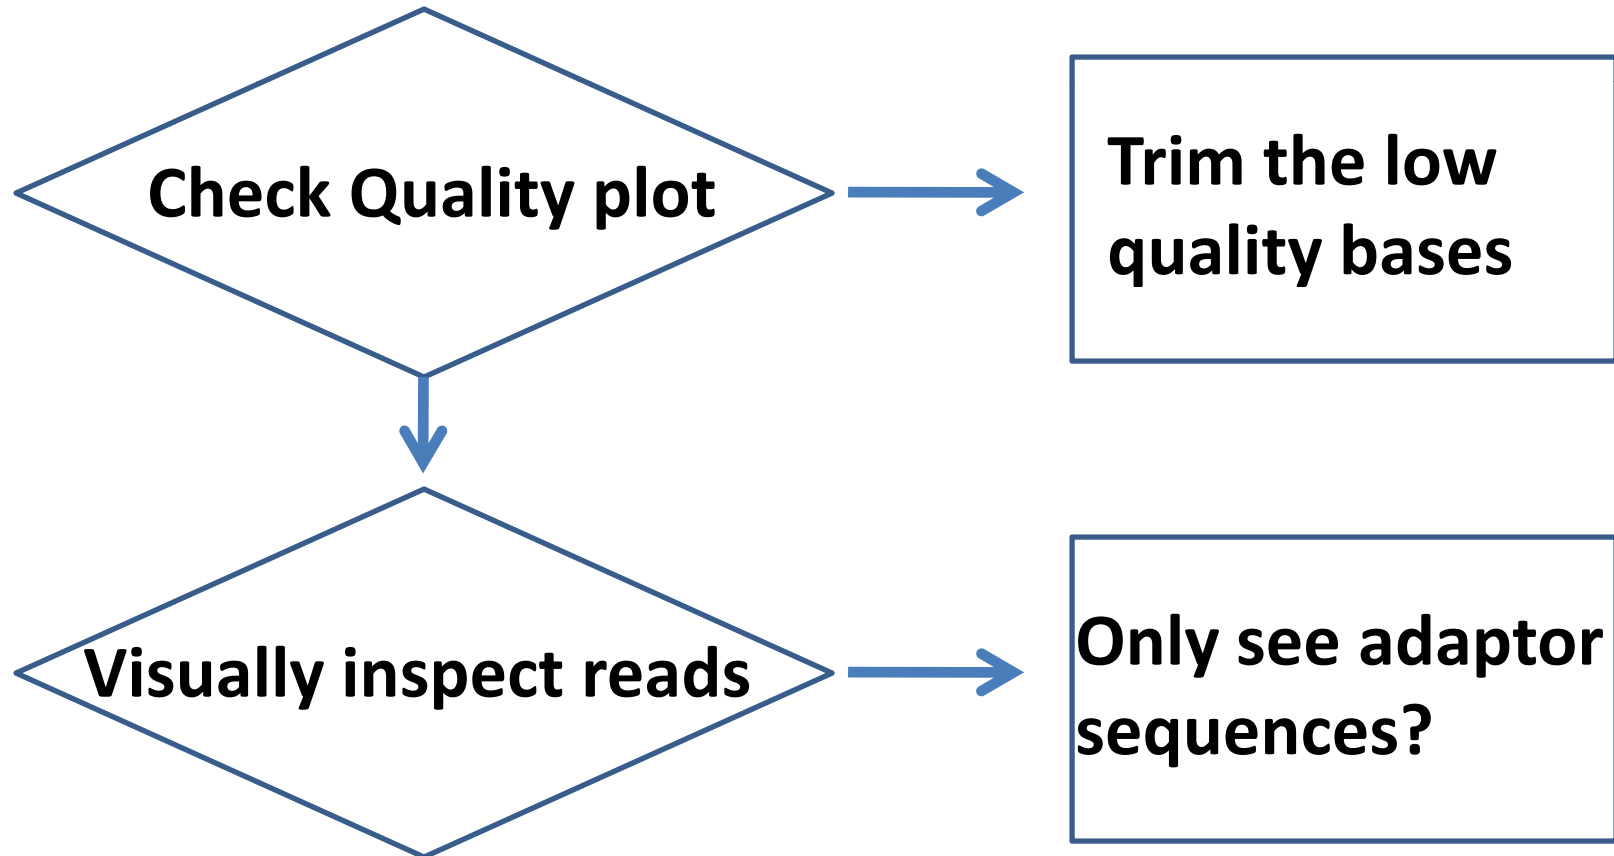 Check Quality plot
Trim the low
quality bases
Visually inspect reads
Only see adaptor
sequences?